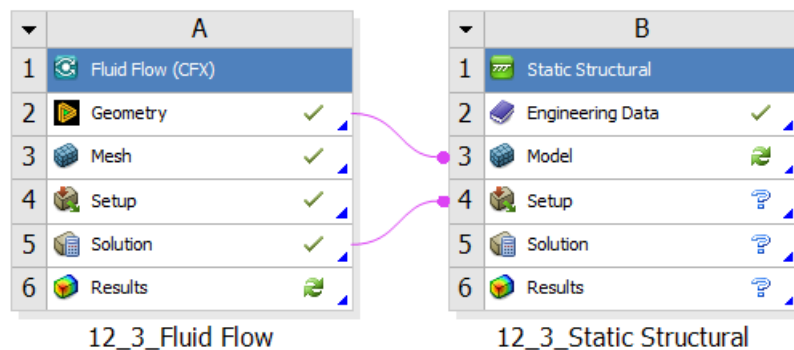 A
1 Fluid Flow (CFX)
2 Geometry
3 Mesh
4 Setup
5 Solution
6 Results
12_3_Fluid Flow
B
1 Static Structural
2 Engineering Data
3 Model
4 Setup
5 Solution
6 Results
12_3_Static Structural